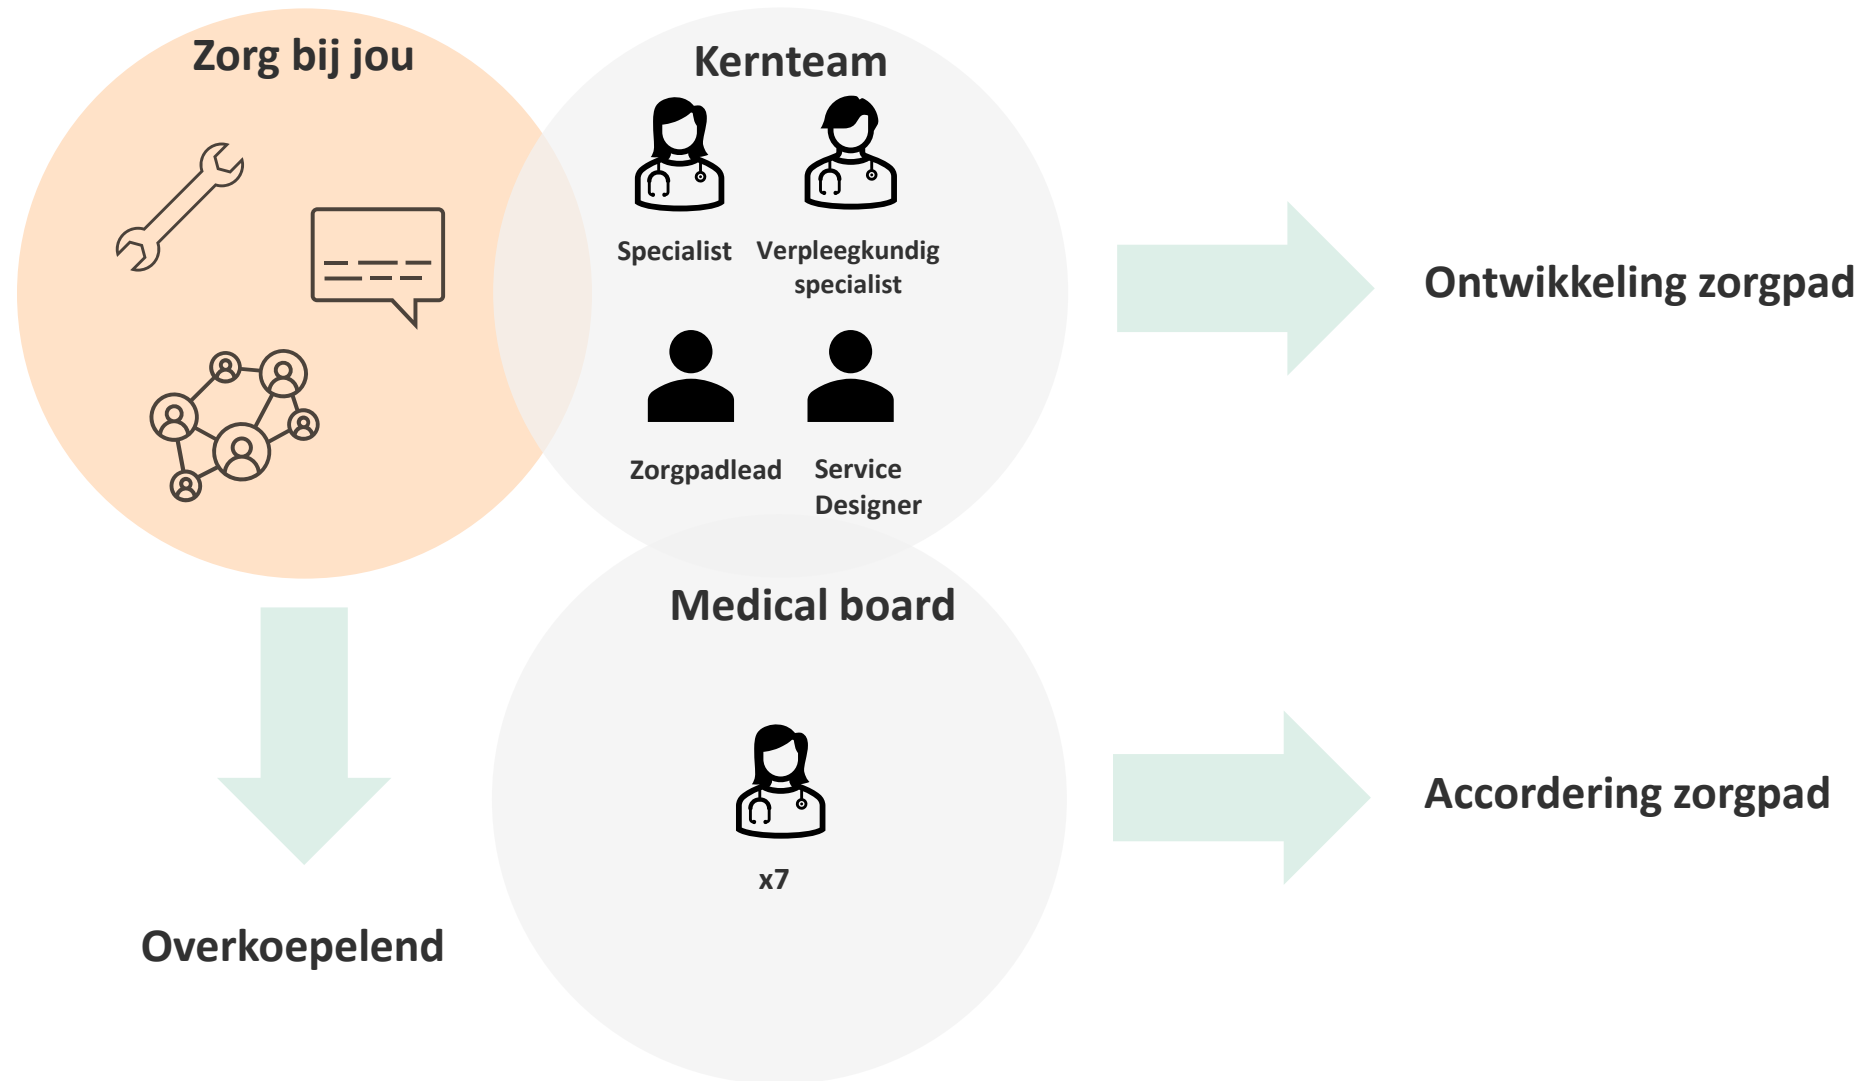 Zorg bij jou
Kernteam
Specialist
Verpleegkundig
specialist
Zorgpadlead
Service
Designer
Ontwikkeling zorgpad
Medical board
x7
Accordering zorgpad
Overkoepelend